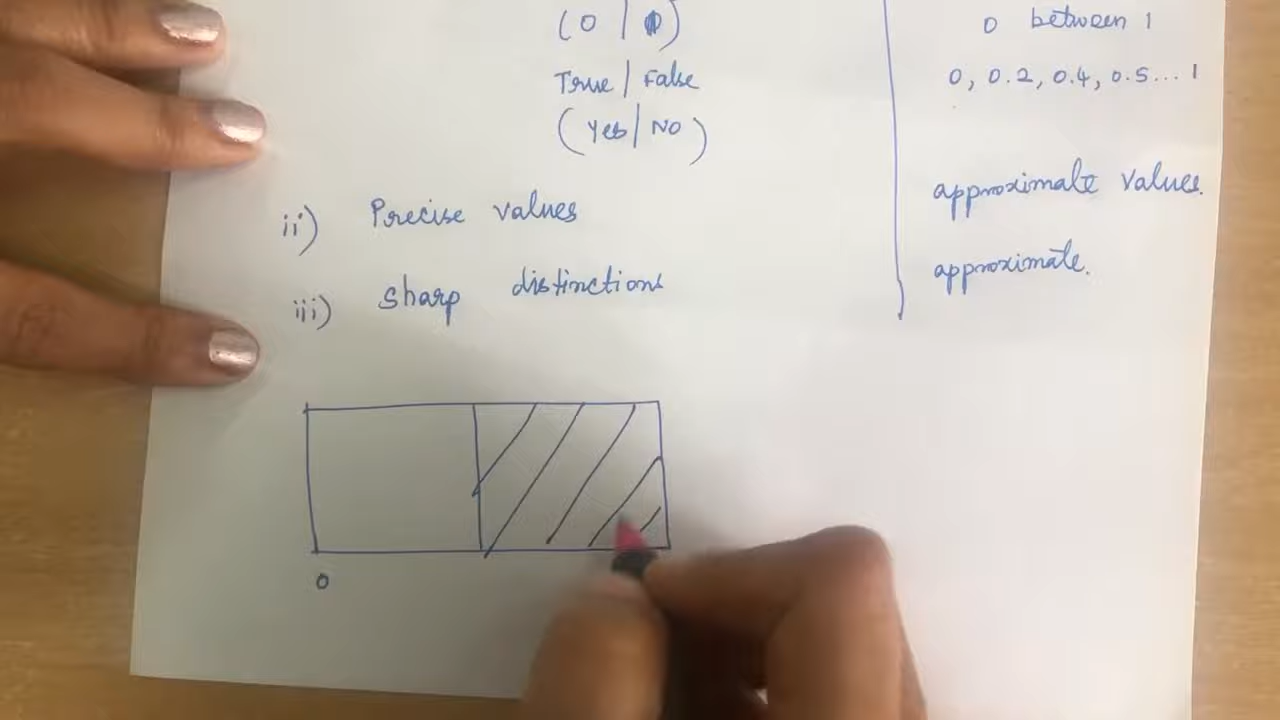 (0 | 0)
True | False
(Yes | No)
ii) Precise values
iii) Sharp distinctions
0
0 between 1
0, 0.2, 0.4, 0.5... 1
approximate values.
approximate.